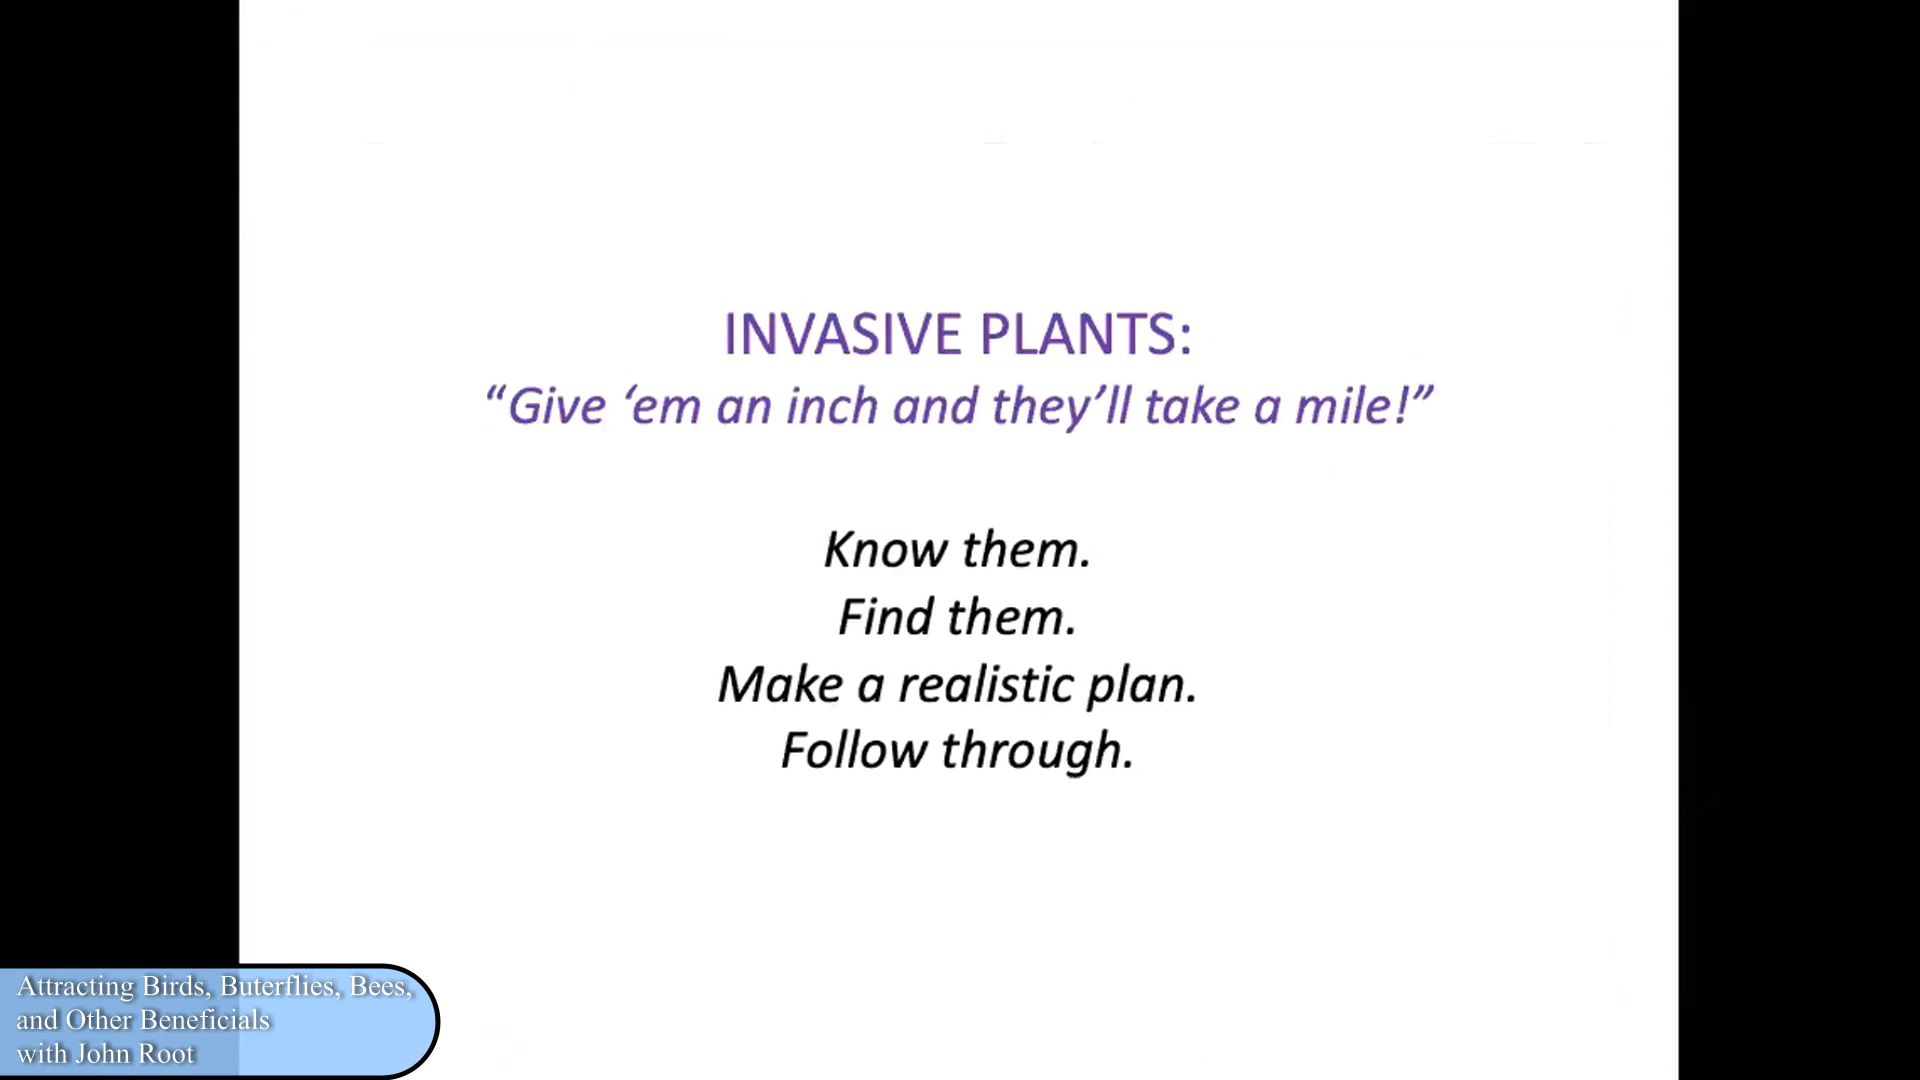 INVASIVE PLANTS:
“Give ‘em an inch and they’ll take a mile!”
Know them.
Find them.
Make a realistic plan.
Follow through.
Attracting Birds, Buterflies, Bees,
and Other Beneficials
with John Root